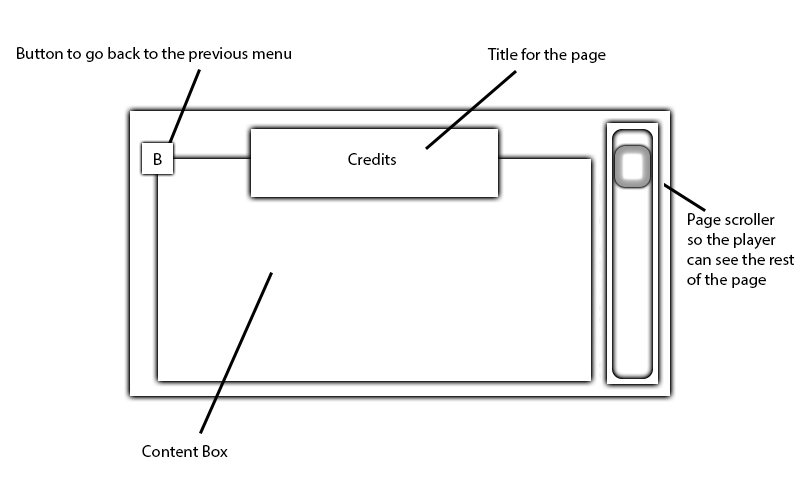 Button to go back to the previous menu
Title for the page
B
Credits
Page scroller
so the player
can see the rest
of the page
Content Box